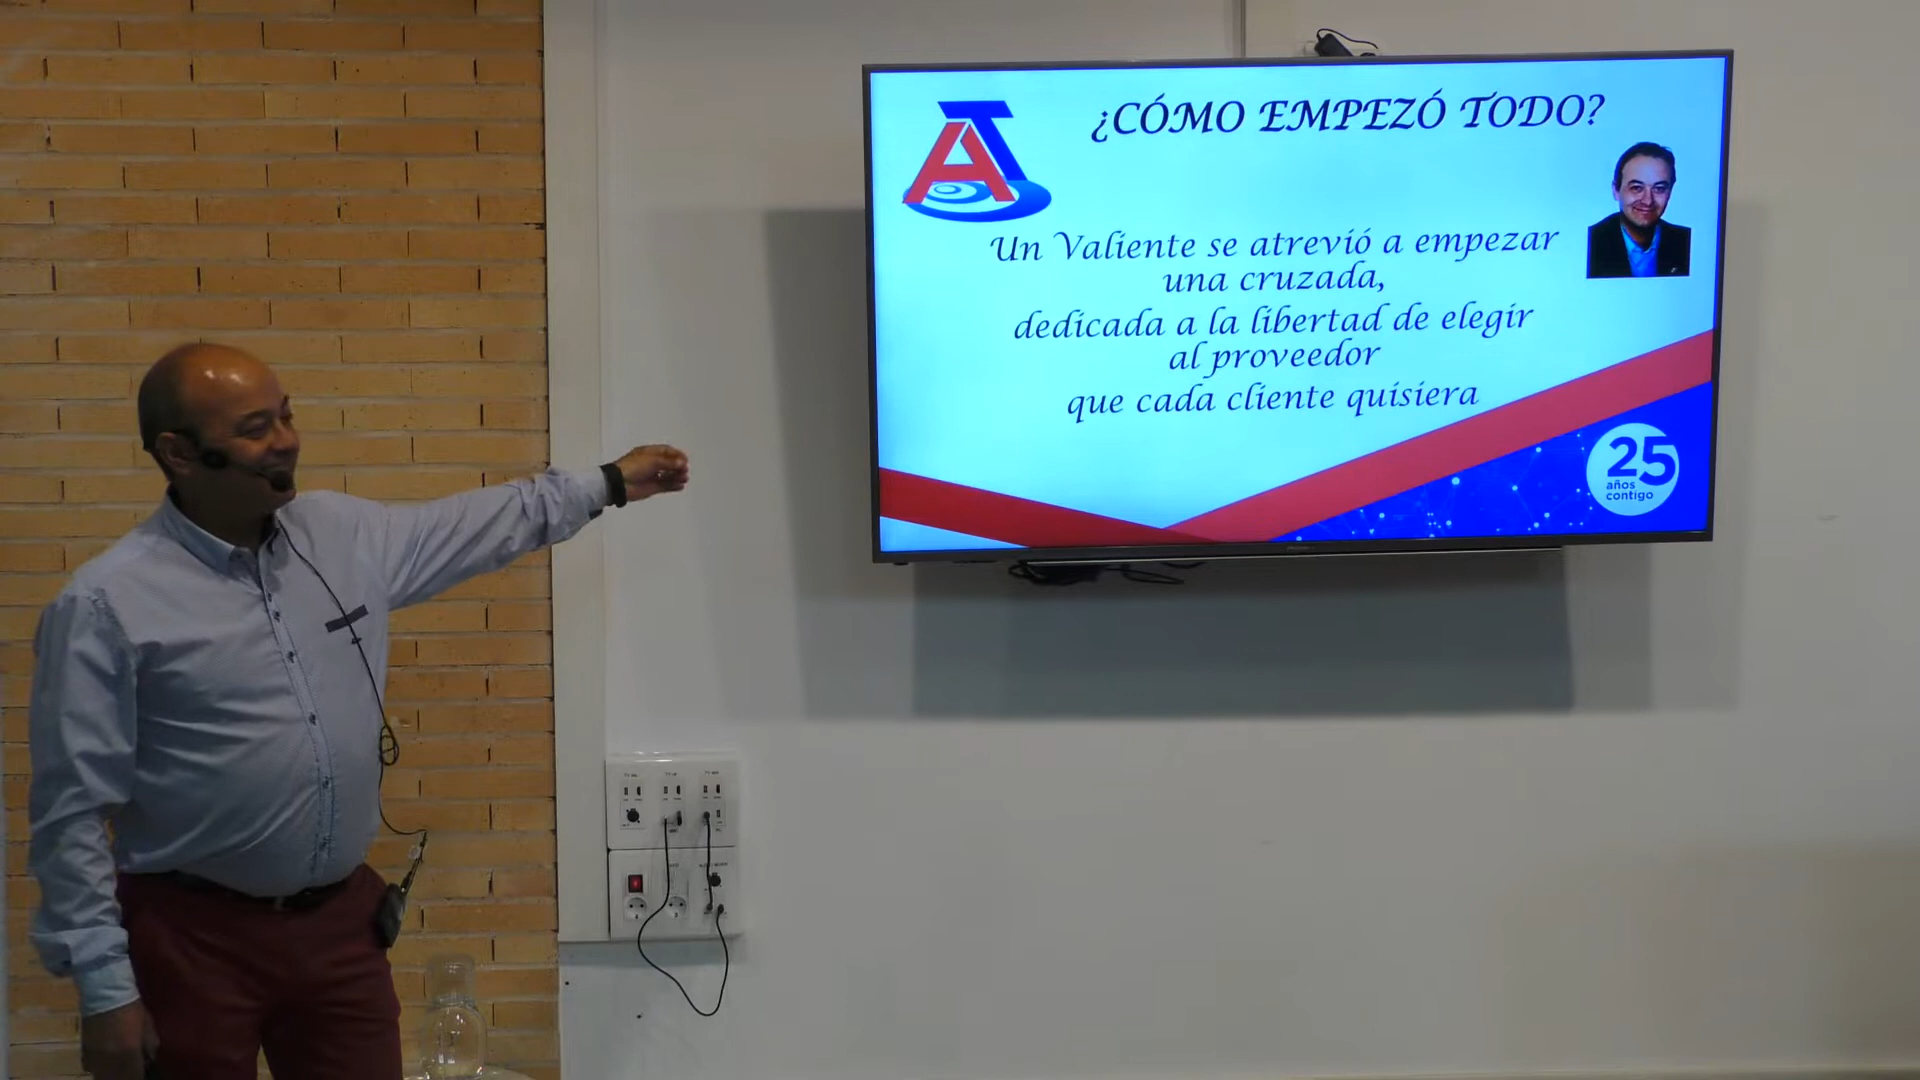 AT
¿CÓMO EMPEZÓ TODO?
Un Valiente se atrevió a empezar
una cruzada,
dedicada a la libertad de elegir
al proveedor
que cada cliente quisiera
25
años
contigo